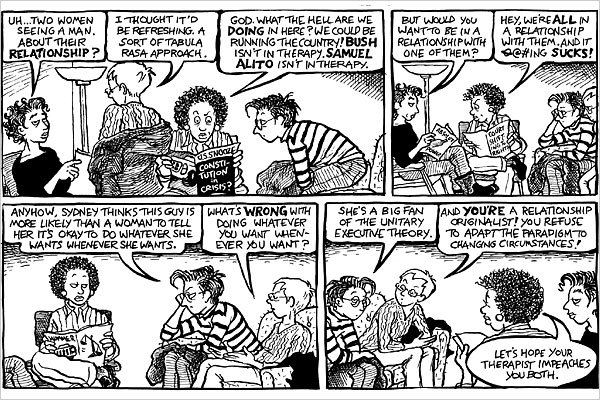 UH...TWO WOMEN
SEEING A MAN.
ABOUT THEIR
RELATIONSHIP?
I THOUGHT IT'D
BE REFRESHING. A
SORT OF TABULA
RASA APPROACH.
GOD. WHAT THE HELL ARE WE
DOING IN HERE? WE COULD BE
RUNNING THE COUNTRY! BUSH
ISN'T IN THERAPY. SAMUEL
ALITO ISN'T IN THERAPY.
US SNOOZE
CONSTI-
TUTION
IN
CRISIS?
BUT WOULD YOU
WANT TO BE IN A
RELATIONSHIP WITH
ONE OF THEM?
HEY, WE'RE ALL IN
A RELATIONSHIP
WITH THEM. AND IT
@#ING SUCKS!
ANYHOW, SYDNEY THINKS THIS GUY IS
MORE LIKELY THAN A WOMAN TO TELL
HER IT'S OKAY TO DO WHATEVER SHE
WANTS WHENEVER SHE WANTS.
WHAT'S WRONG WITH
DOING WHATEVER
YOU WANT WHEN-
EVER YOU WANT?
SHE'S A BIG FAN
OF THE UNITARY
EXECUTIVE THEORY.
AND YOU'RE A RELATIONSHIP
ORIGINALIST! YOU REFUSE
TO ADAPT THE PARADIGM TO
CHANGING CIRCUMSTANCES!
LET'S HOPE YOUR
THERAPIST IMPEACHES
YOU BOTH.